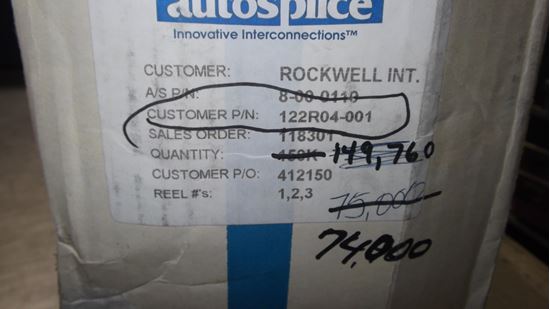 autosplice
Innovative Interconnections™
CUSTOMER: ROCKWELL INT.
A/S P/N: 8-00-0110
CUSTOMER P/N: 122R04-001
SALES ORDER: 118301
QUANTITY: 150K 149,760
CUSTOMER P/O: 412150
REEL #'s: 1,2,3
75,000
74,000